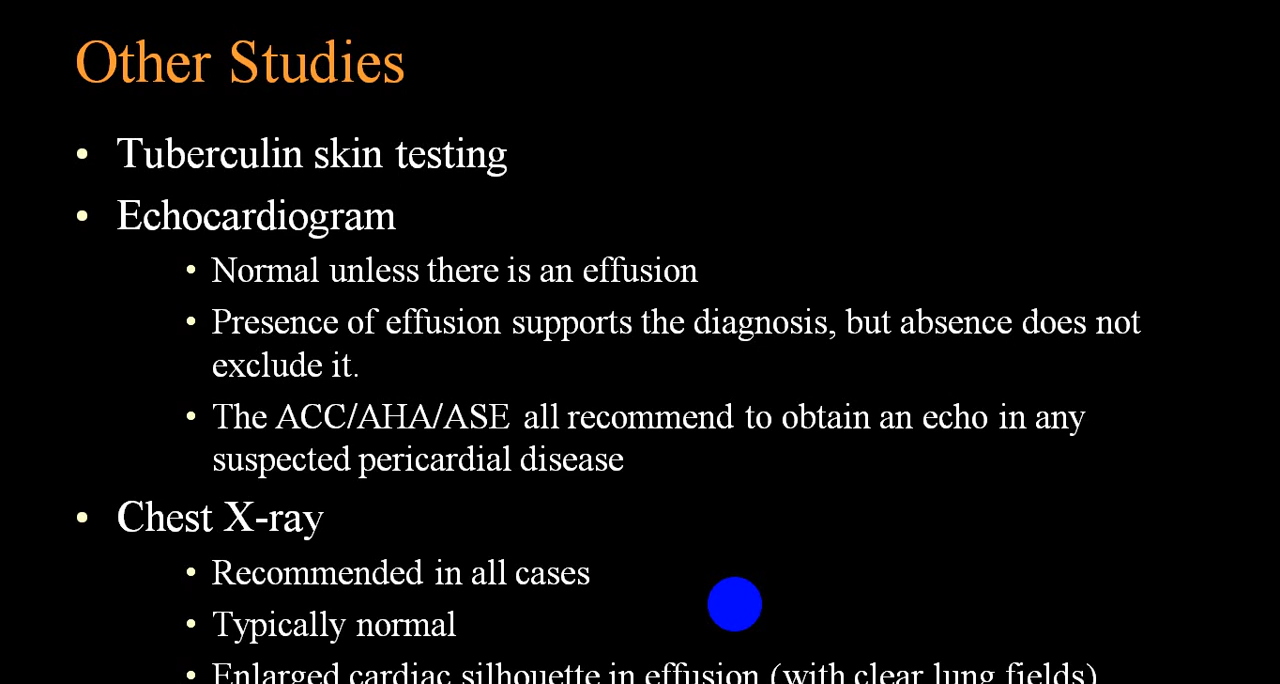 Other Studies
• Tuberculin skin testing
• Echocardiogram
• Normal unless there is an effusion
• Presence of effusion supports the diagnosis, but absence does not
exclude it.
• The ACC/AHA/ASE all recommend to obtain an echo in any
suspected pericardial disease
• Chest X-ray
• Recommended in all cases
• Typically normal
• Enlarged cardiac silhouette in effusion (with clear lung fields)